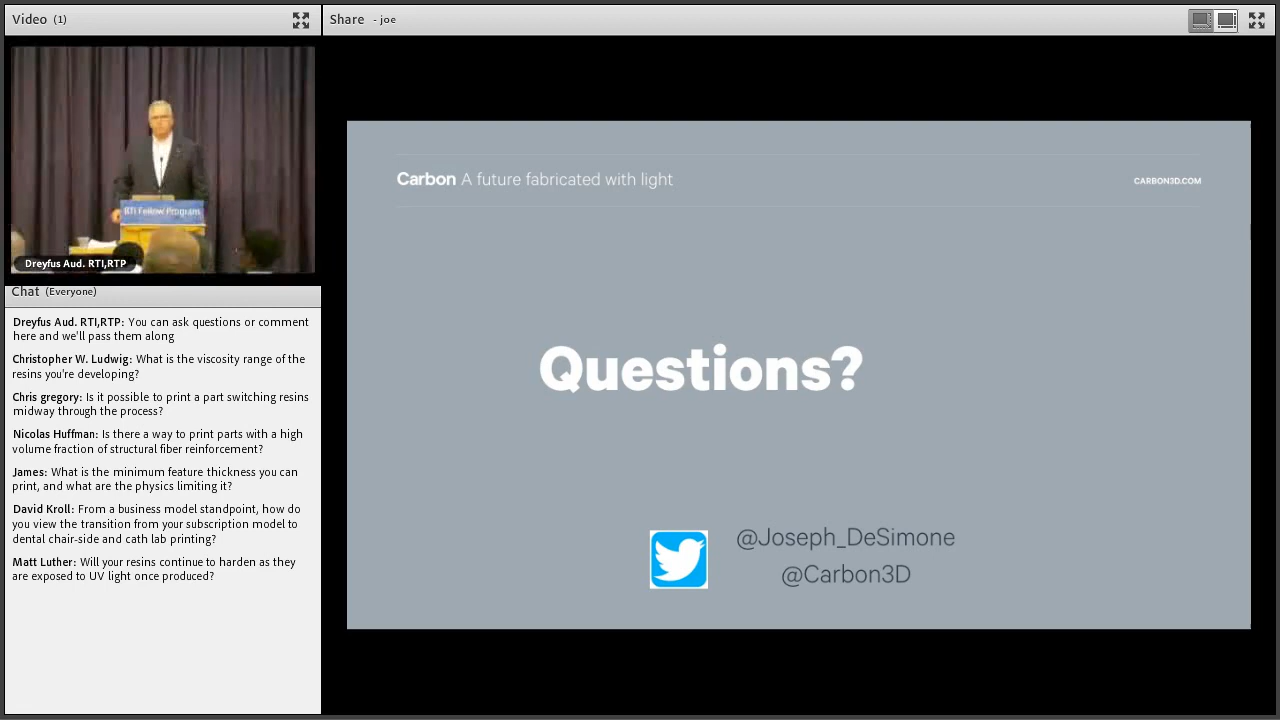 Video (1)
Share - joe
RTI Fellow Program
Dreyfus Aud. RTI,RTP
Chat (Everyone)
Dreyfus Aud. RTI,RTP: You can ask questions or comment
here and we'll pass them along
Christopher W. Ludwig: What is the viscosity range of the
resins you're developing?
Chris gregory: Is it possible to print a part switching resins
midway through the process?
Nicolas Huffman: Is there a way to print parts with a high
volume fraction of structural fiber reinforcement?
James: What is the minimum feature thickness you can
print, and what are the physics limiting it?
David Kroll: From a business model standpoint, how do
you view the transition from your subscription model to
dental chair-side and cath lab printing?
Matt Luther: Will your resins continue to harden as they
are exposed to UV light once produced?
Carbon A future fabricated with light
CARBON3D.COM
Questions?
@Joseph_DeSimone
@Carbon3D